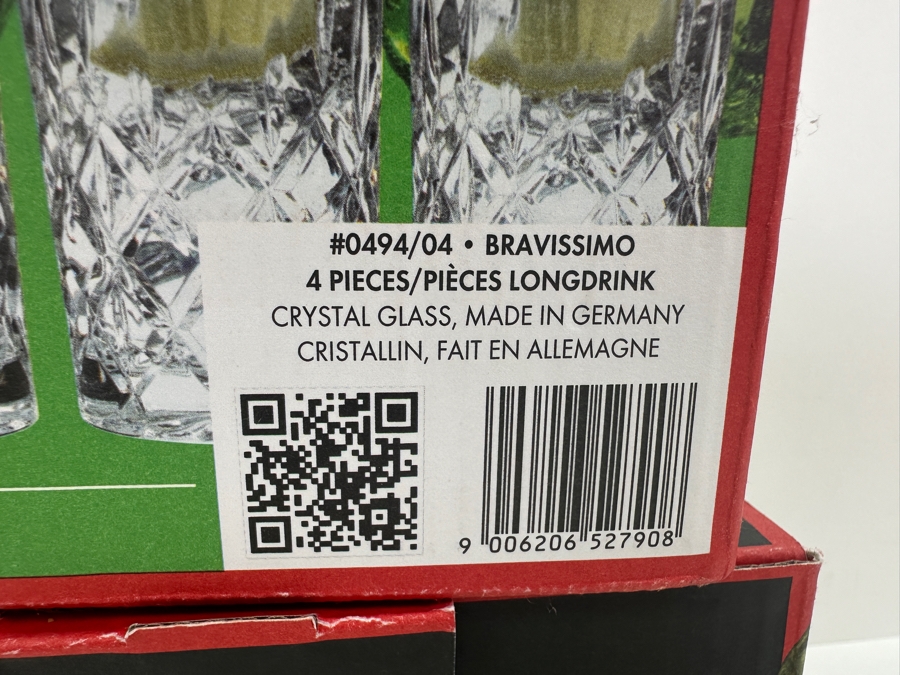 #0494/04 • BRAVISSIMO
4 PIECES/PIÈCES LONGDRINK
CRYSTAL GLASS, MADE IN GERMANY
CRISTALLIN, FAIT EN ALLEMAGNE
9 006206 527908